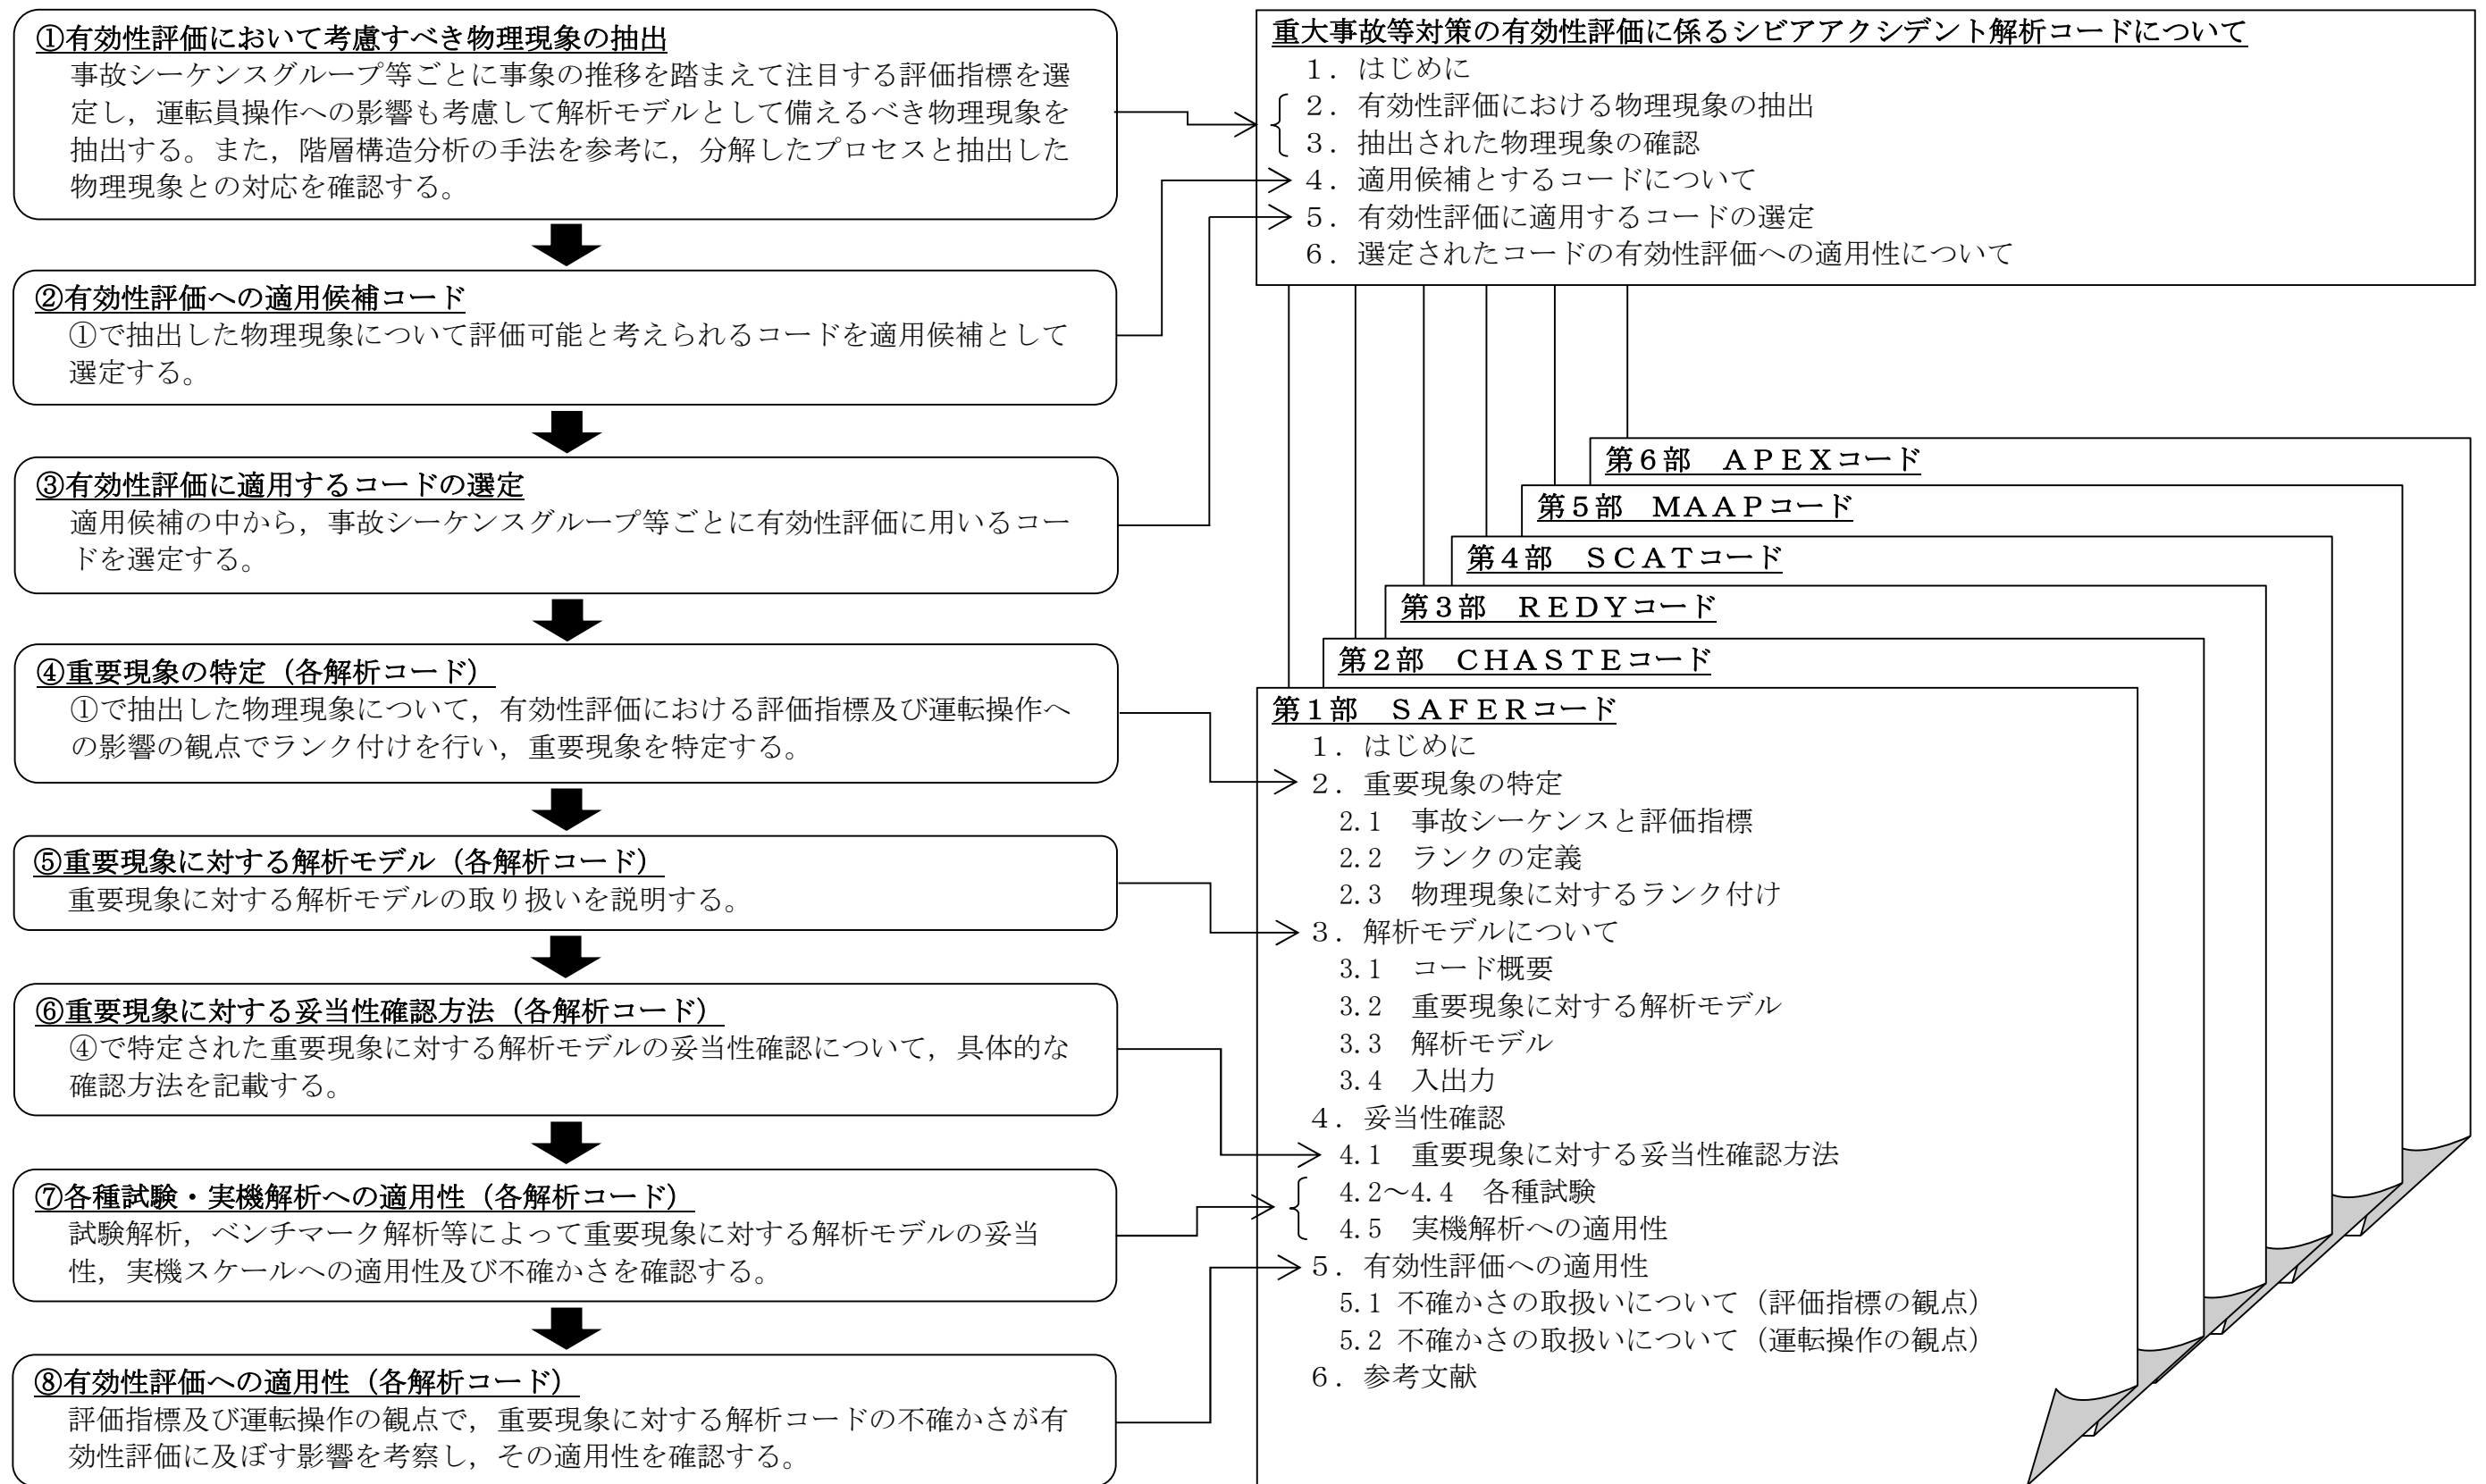 ①有効性評価において考慮すべき物理現象の抽出
事故シーケンスグループ等ごとに事象の推移を踏まえて注目する評価指標を選
定し，運転員操作への影響も考慮して解析モデルとして備えるべき物理現象を
抽出する。また，階層構造分析の手法を参考に，分解したプロセスと抽出した
物理現象との対応を確認する。
②有効性評価への適用候補コード
①で抽出した物理現象について評価可能と考えられるコードを適用候補として
選定する。
③有効性評価に適用するコードの選定
適用候補の中から，事故シーケンスグループ等ごとに有効性評価に用いるコー
ドを選定する。
④重要現象の特定（各解析コード）
①で抽出した物理現象について，有効性評価における評価指標及び運転操作へ
の影響の観点でランク付けを行い，重要現象を特定する。
⑤重要現象に対する解析モデル（各解析コード）
重要現象に対する解析モデルの取り扱いを説明する。
⑥重要現象に対する妥当性確認方法（各解析コード）
④で特定された重要現象に対する解析モデルの妥当性確認について，具体的な
確認方法を記載する。
⑦各種試験・実機解析への適用性（各解析コード）
試験解析，ベンチマーク解析等によって重要現象に対する解析モデルの妥当
性，実機スケールへの適用性及び不確かさを確認する。
⑧有効性評価への適用性（各解析コード）
評価指標及び運転操作の観点で，重要現象に対する解析コードの不確かさが有
効性評価に及ぼす影響を考察し，その適用性を確認する。
重大事故等対策の有効性評価に係るシビアアクシデント解析コードについて
１．はじめに
２．有効性評価における物理現象の抽出
３．抽出された物理現象の確認
４．適用候補とするコードについて
５．有効性評価に適用するコードの選定
６．選定されたコードの有効性評価への適用性について
第６部　ＡＰＥＸコード
第５部　ＭＡＡＰコード
第４部　ＳＣＡＴコード
第３部　ＲＥＤＹコード
第２部　ＣＨＡＳＴＥコード
第１部　ＳＡＦＥＲコード
１．はじめに
２．重要現象の特定
2.1　事故シーケンスと評価指標
2.2　ランクの定義
2.3　物理現象に対するランク付け
３．解析モデルについて
3.1　コード概要
3.2　重要現象に対する解析モデル
3.3　解析モデル
3.4　入出力
４．妥当性確認
4.1　重要現象に対する妥当性確認方法
4.2～4.4　各種試験
4.5　実機解析への適用性
５．有効性評価への適用性
5.1 不確かさの取扱いについて（評価指標の観点）
5.2 不確かさの取扱いについて（運転操作の観点）
６．参考文献